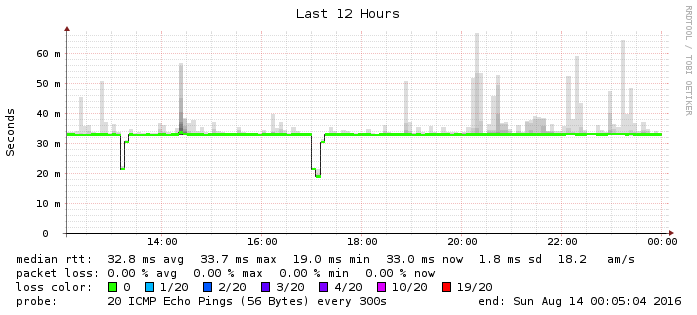 Last 12 Hours
RRDTOOL / TOBI OETIKER
Seconds
60 m
50 m
40 m
30 m
20 m
10 m
0
14:00 16:00 18:00 20:00 22:00 00:00
median rtt: 32.8 ms avg 33.7 ms max 19.0 ms min 33.0 ms now 1.8 ms sd 18.2 am/s
packet loss: 0.00 % avg 0.00 % max 0.00 % min 0.00 % now
loss color: 0 1/20 2/20 3/20 4/20 10/20 19/20
probe: 20 ICMP Echo Pings (56 Bytes) every 300s end: Sun Aug 14 00:05:04 2016